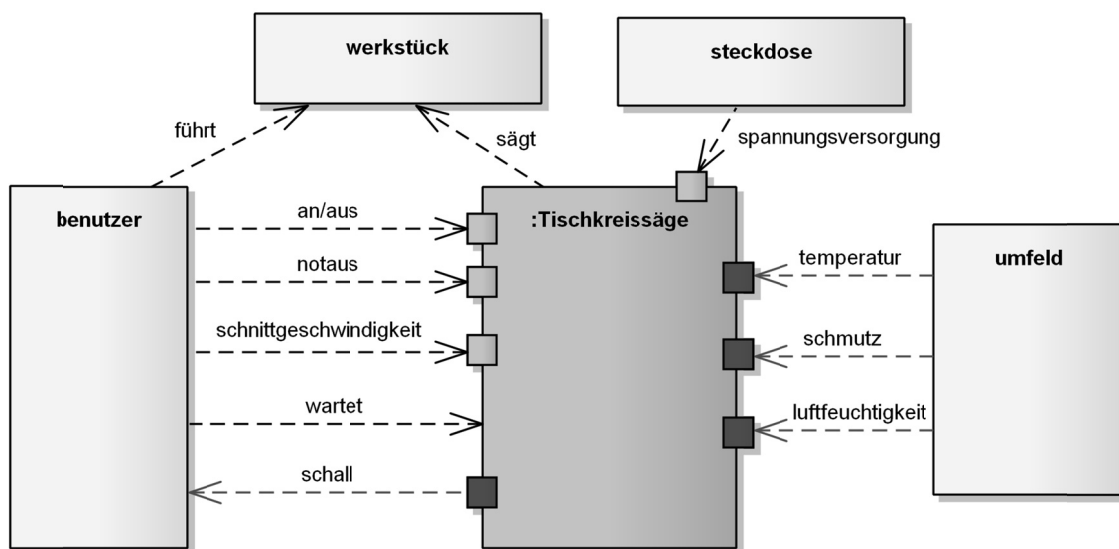 werkstück
steckdose
führt
sägt
spannungsversorgung
benutzer
an/aus
:Tischkreissäge
notaus
temperatur
umfeld
schnittgeschwindigkeit
schmutz
wartet
luftfeuchtigkeit
schall